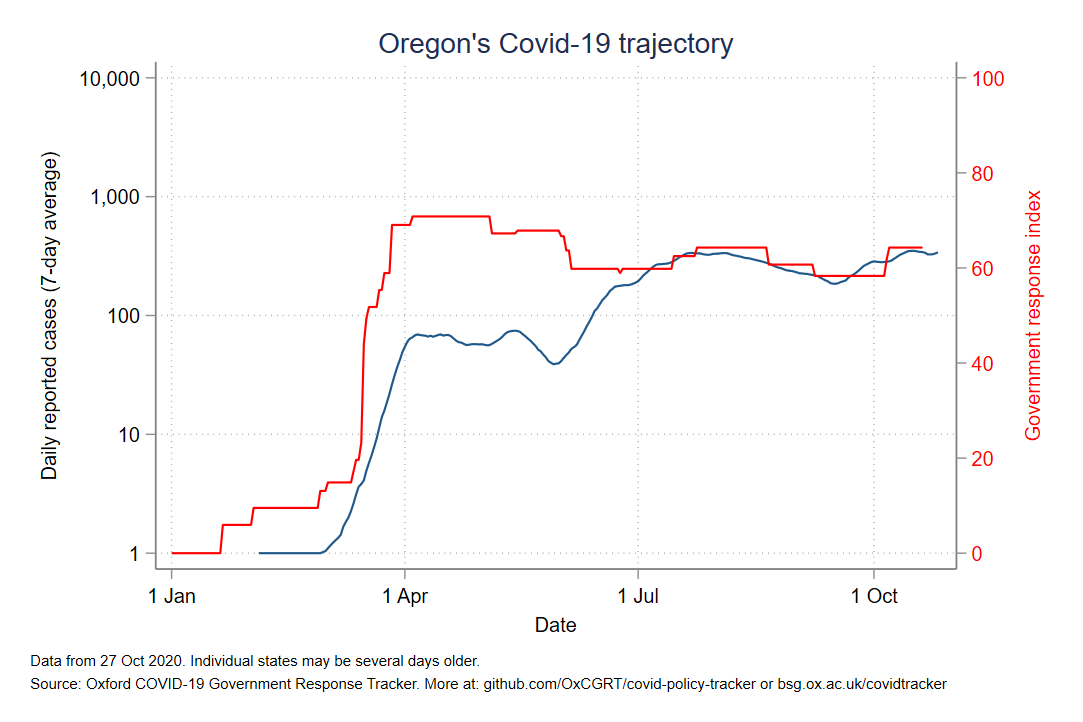 Oregon's Covid-19 trajectory
Daily reported cases (7-day average)
10,000
1,000
100
10
1
100
80
60
40
20
0
Government response index
1 Jan
1 Apr
1 Jul
1 Oct
Date
Data from 27 Oct 2020. Individual states may be several days older.
Source: Oxford COVID-19 Government Response Tracker. More at: github.com/OxCGRT/covid-policy-tracker or bsg.ox.ac.uk/covidtracker